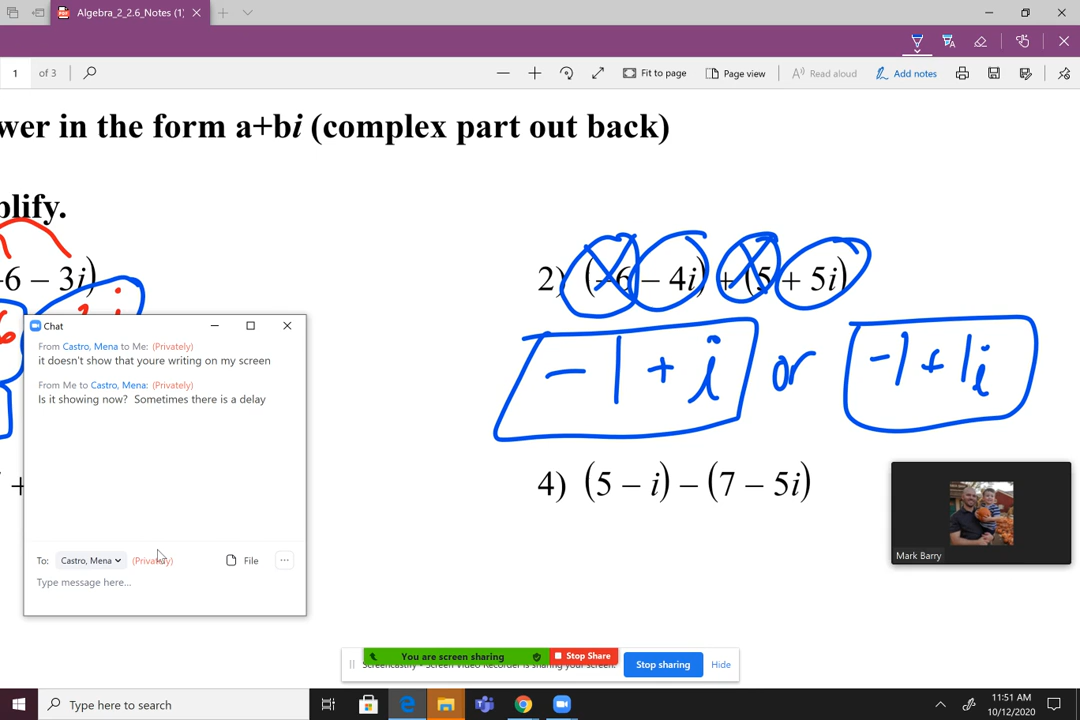 Algebra_2_2.6_Notes (1)
1 of 3 Fit to page Page view Read aloud Add notes
wer in the form a+bi (complex part out back)
plify.
-6 − 3i)
2) (−6 − 4i) + (5 + 5i)
Chat
From Castro, Mena to Me: (Privately)
it doesn't show that youre writing on my screen
From Me to Castro, Mena: (Privately)
Is it showing now? Sometimes there is a delay
−1 + i or −1 + 1i
4) (5 − i) − (7 − 5i)
+
Mark Barry
To: Castro, Mena (Privately) File
Type message here...
You are screen sharing Stop Share
Screencastify - Screen Video Recorder is sharing your screen. Stop sharing Hide
Type here to search
11:51 AM
10/12/2020